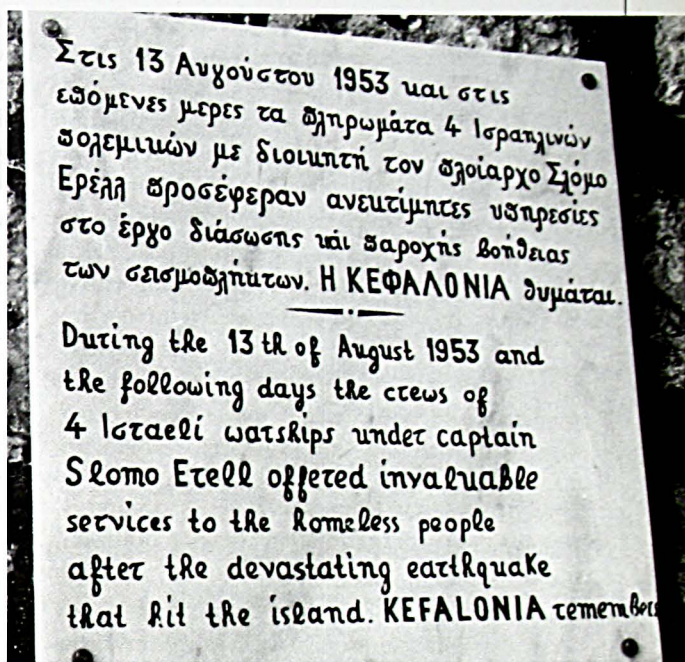 Στις 13 Αυγούστου 1953 και στις
επόμενες μερες τα πληρωμάτα 4 Ισραηλινών
πολεμικών με διοικητή τον πλοίαρχο Σλόμο
Ερέλλ προσέφεραν ανεκτίμητες υπηρεσίες
στο έργο διάσωσης και παροχής βοήθειας
των σεισμοπλήκτων. Η ΚΕΦΑΛΟΝΙΑ θυμάται.
During the 13th of August 1953 and
the following days the crews of
4 Israeli warships under captain
Slomo Erell offered invaluable
services to the homeless people
after the devastating earthquake
that hit the island. KEFALONIA remembers